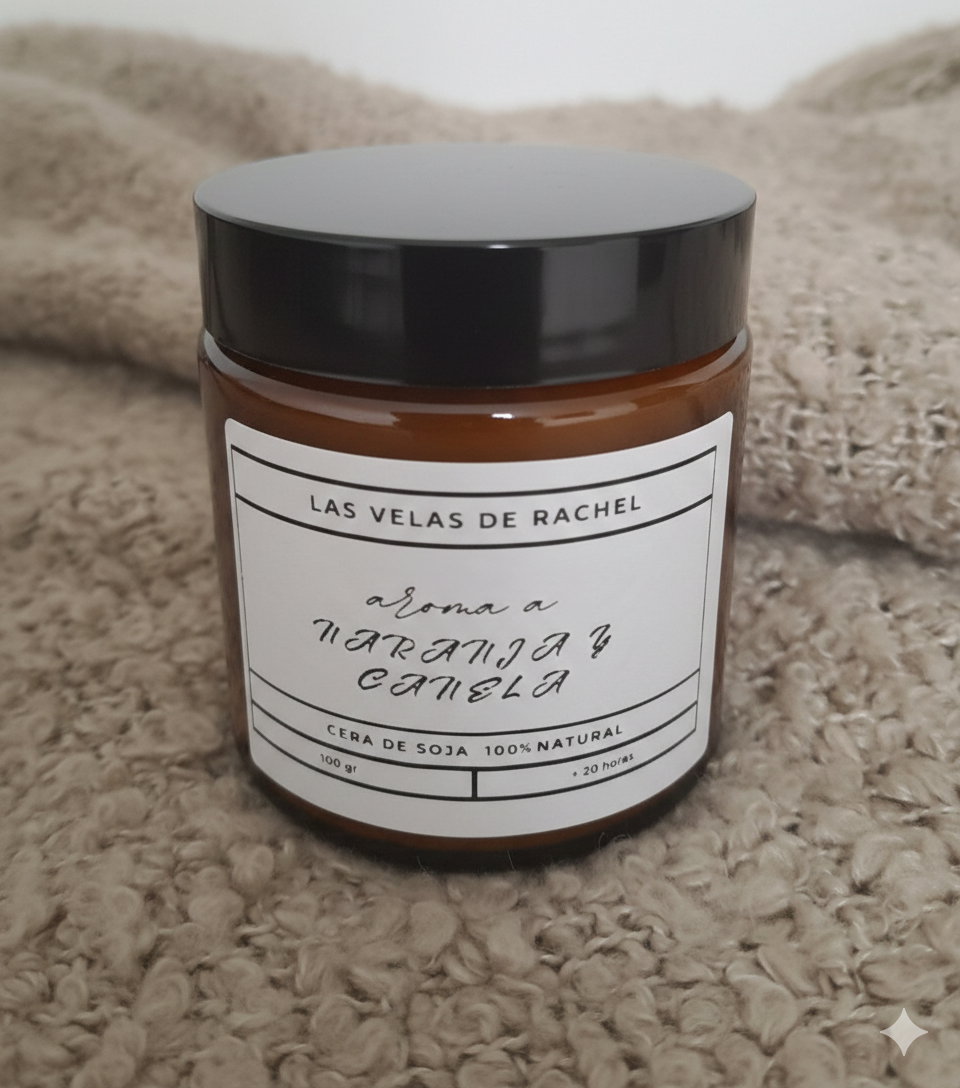 LAS VELAS DE RACHEL
aroma a
NARANJA Y
CANELA
CERA DE SOJA 100% NATURAL
100 gr
+ 20 horas